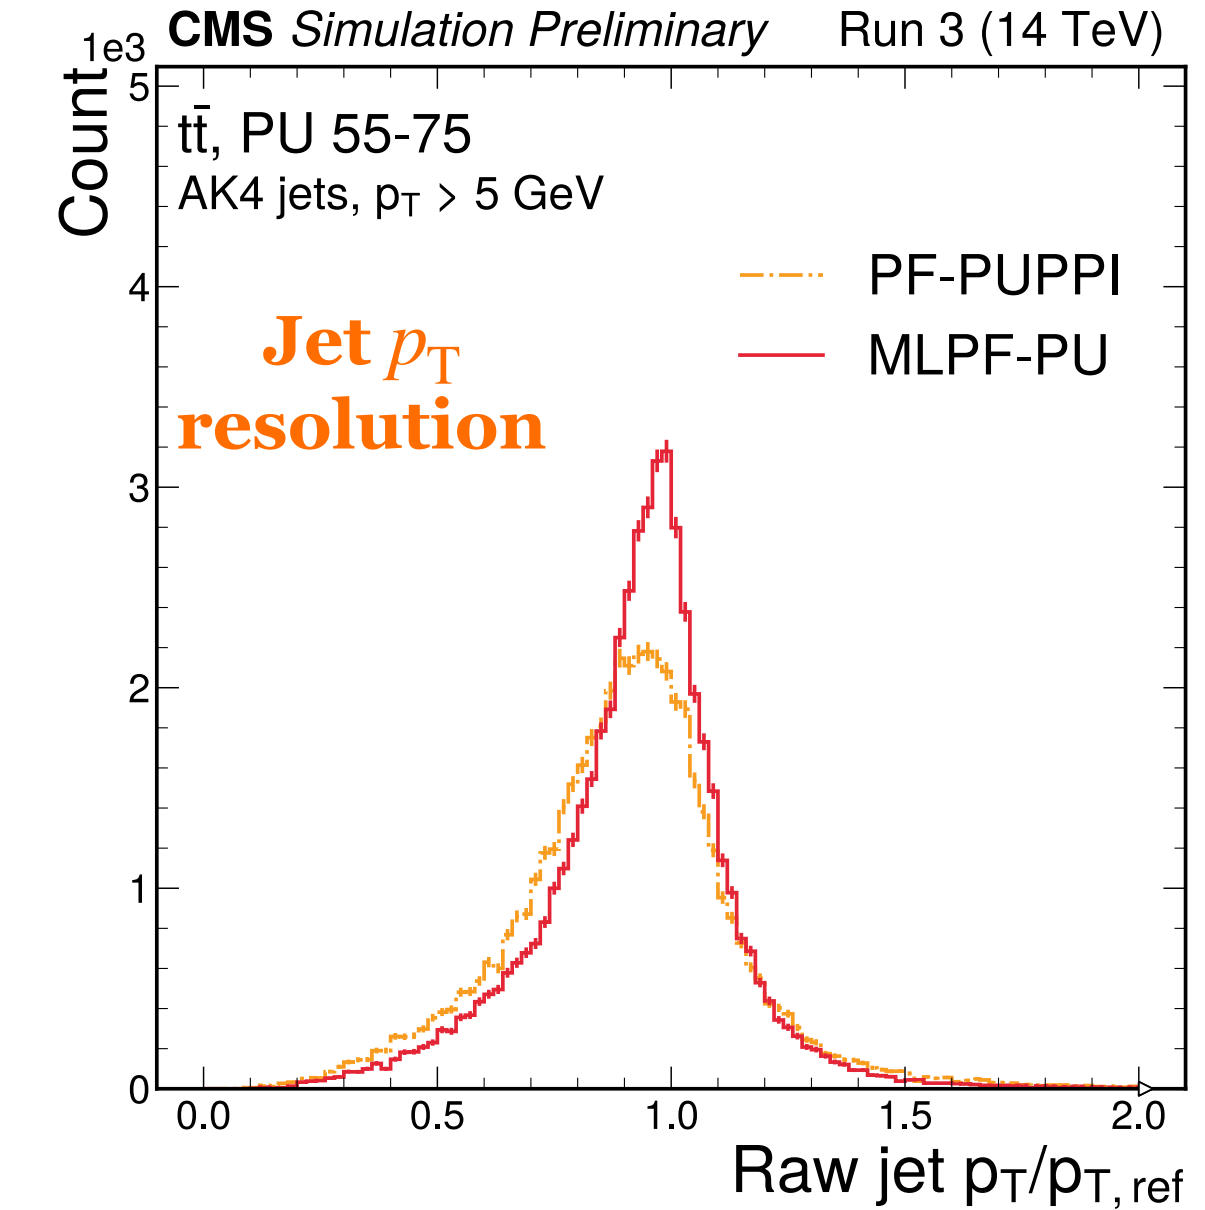 CMS Simulation Preliminary Run 3 (14 TeV)
1e3
Count
5
4
3
2
1
0
tt̄, PU 55-75
AK4 jets, pT > 5 GeV
PF-PUPPI
MLPF-PU
Jet pT
resolution
0.0 0.5 1.0 1.5 2.0
Raw jet pT/pT, ref